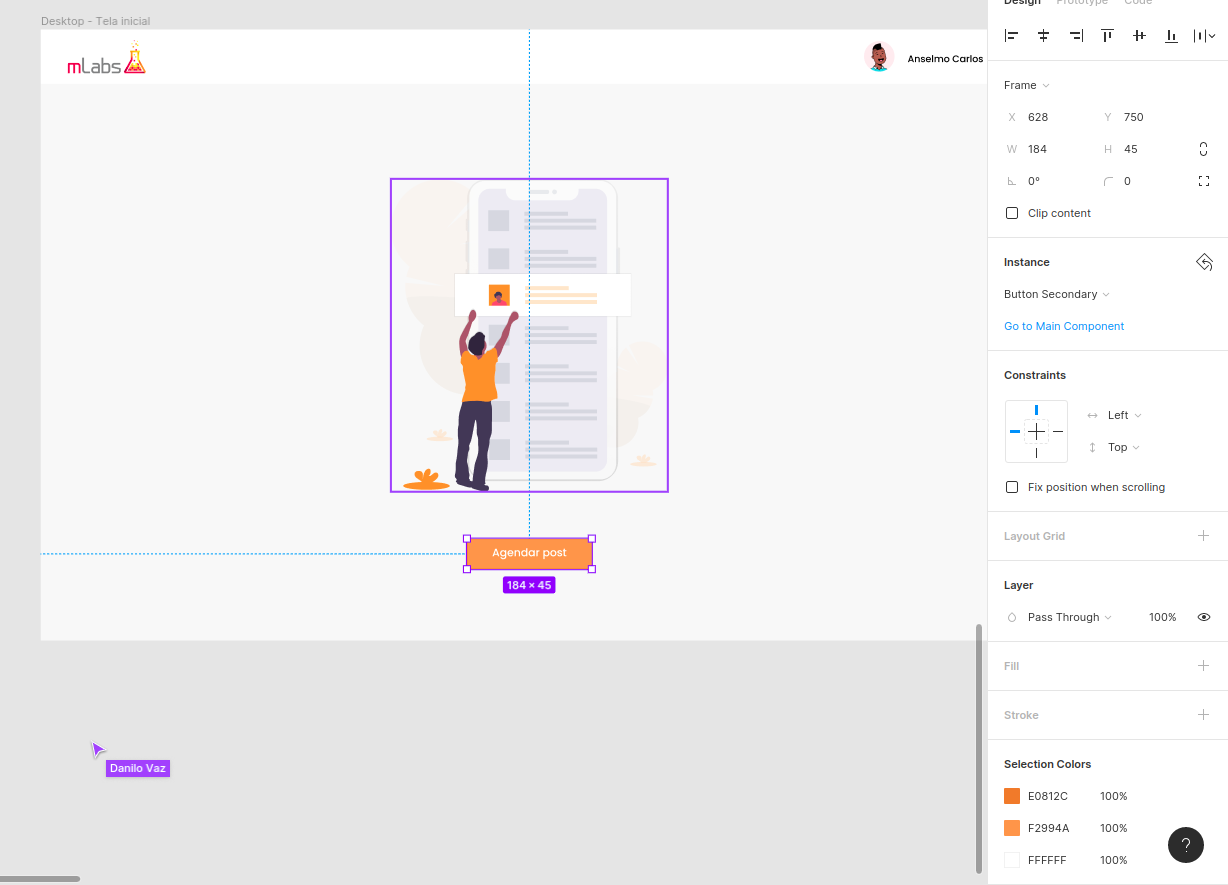 Desktop - Tela inicial
mLabs
Anselmo Carlos
Agendar post
184 × 45
Danilo Vaz
Design Prototype Code
Frame
X 628 Y 750
W 184 H 45
0° 0
Clip content
Instance
Button Secondary
Go to Main Component
Constraints
Left
Top
Fix position when scrolling
Layout Grid
Layer
Pass Through 100%
Fill
Stroke
Selection Colors
E0812C 100%
F2994A 100%
FFFFFF 100%
?